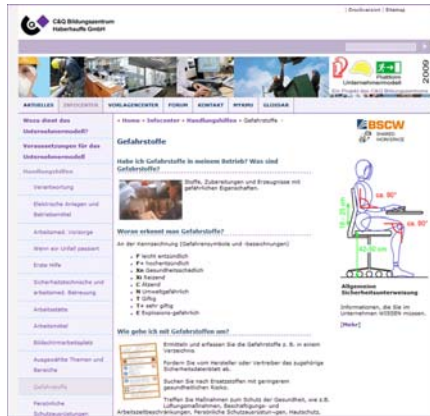 | Druckversion | Sitemap
C&Q Bildungszentrum
Haberhauffe GmbH
Plattform
Unternehmermodell
Ein Projekt des C&Q Bildungszentrum
2009
AKTUELLES INFOCENTER VORLAGENCENTER FORUM KONTAKT MYAMO GLOSSAR
Wozu dient das
Unternehmermodell?
Voraussetzungen für das
Unternehmermodell
Handlungshilfen
Verantwortung
Elektrische Anlagen und
Betriebsmittel
Arbeitsmed. Vorsorge
Wenn ein Unfall passiert
Erste Hilfe
Sicherheitstechnische und
arbeitsmed. Betreuung
Arbeitsstätte
Arbeitsmittel
Bildschirmarbeitsplatz
Ausgewählte Themen und
Bereiche
Gefahrstoffe
Persönliche
Schutzausrüstungen
» Home » Infocenter » Handlungshilfen » Gefahrstoffe
Gefahrstoffe
Habe ich Gefahrstoffe in meinem Betrieb? Was sind
Gefahrstoffe?
Stoffe, Zubereitungen und Erzeugnisse mit
gefährlichen Eigenschaften.
Woran erkennt man Gefahrstoffe?
An der Kennzeichnung (Gefahrensymbole und -bezeichnungen)
F leicht entzündlich
F+ hochentzündlich
Xn Gesundheitsschädlich
Xi Reizend
C Ätzend
N Umweltgefährlich
T Giftig
T+ sehr giftig
E Explosions-gefährlich
Wie gehe ich mit Gefahrstoffen um?
Ermitteln und erfassen Sie die Gefahrstoffe z. B. in einem
Verzeichnis.
Fordern Sie vom Hersteller oder Vertreiber das zugehörige
Sicherheitsdatenblatt ab.
Suchen Sie nach Ersatzstoffen mit geringerem
gesundheitlichen Risiko.
Treffen Sie Maßnahmen zum Schutz der Gesundheit, wie z.B.
Lüftungsmaßnahmen, Beschäftigungs- und
Arbeitszeitbeschränkungen, Persönliche Schutzausrüstungen, Hautschutz,
BSCW
SHARED
WORKSPACE
ca. 90°
ca. 90°
Allgemeine
Sicherheitsunterweisung
Informationen, die Sie im
Unternehmen WISSEN müssen.
[Mehr]